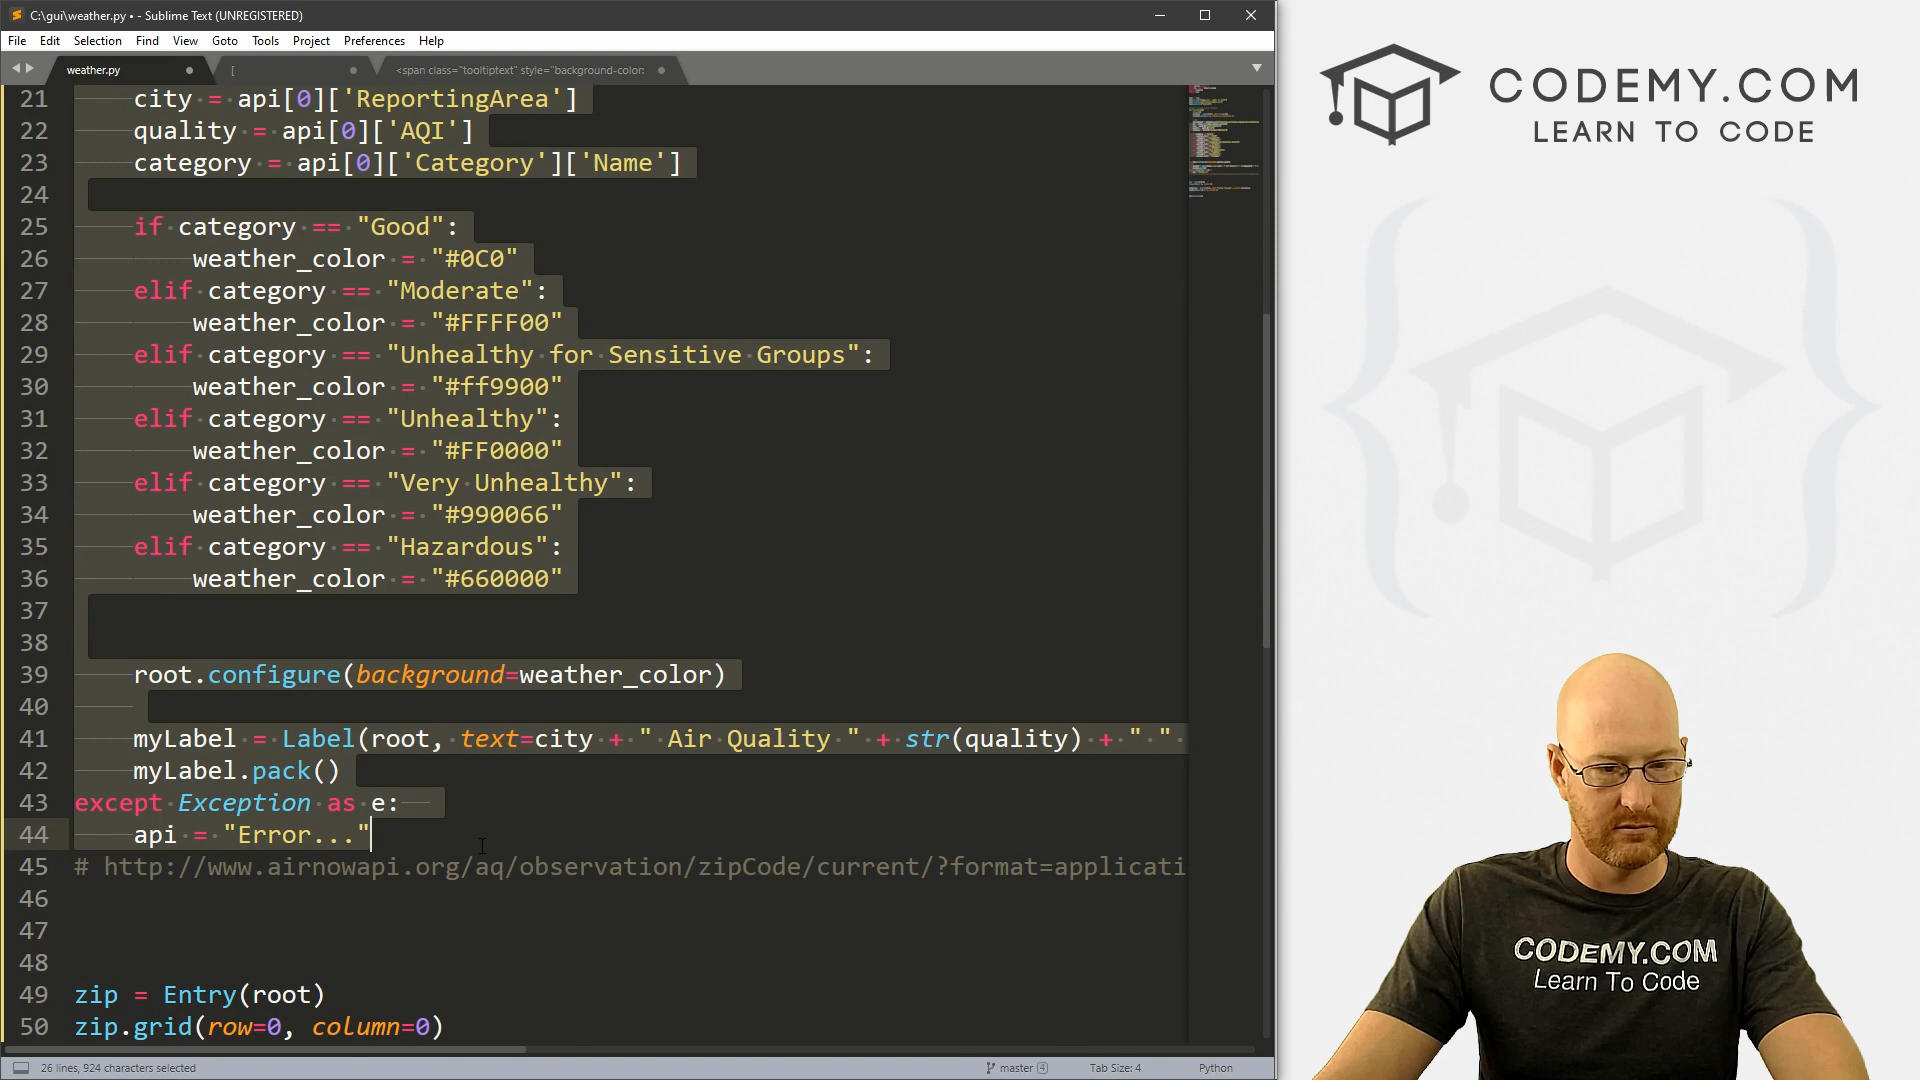 C:\gui\weather.py • - Sublime Text (UNREGISTERED)
File Edit Selection Find View Goto Tools Project Preferences Help
weather.py [ <span class="tooltiptext" style="background-color:
21 city = api[0]['ReportingArea']
22 quality = api[0]['AQI']
23 category = api[0]['Category']['Name']
24
25 if category == "Good":
26 weather_color = "#0C0"
27 elif category == "Moderate":
28 weather_color = "#FFFF00"
29 elif category == "Unhealthy for Sensitive Groups":
30 weather_color = "#ff9900"
31 elif category == "Unhealthy":
32 weather_color = "#FF0000"
33 elif category == "Very Unhealthy":
34 weather_color = "#990066"
35 elif category == "Hazardous":
36 weather_color = "#660000"
37
38
39 root.configure(background=weather_color)
40
41 myLabel = Label(root, text=city + " Air Quality " + str(quality) + " "
42 myLabel.pack()
43 except Exception as e:
44 api = "Error..."
45 # http://www.airnowapi.org/aq/observation/zipCode/current/?format=applicati
46
47
48
49 zip = Entry(root)
50 zip.grid(row=0, column=0)
26 lines, 924 characters selected master 4 Tab Size: 4 Python
CODEMY.COM
LEARN TO CODE
CODEMY.COM
Learn To Code